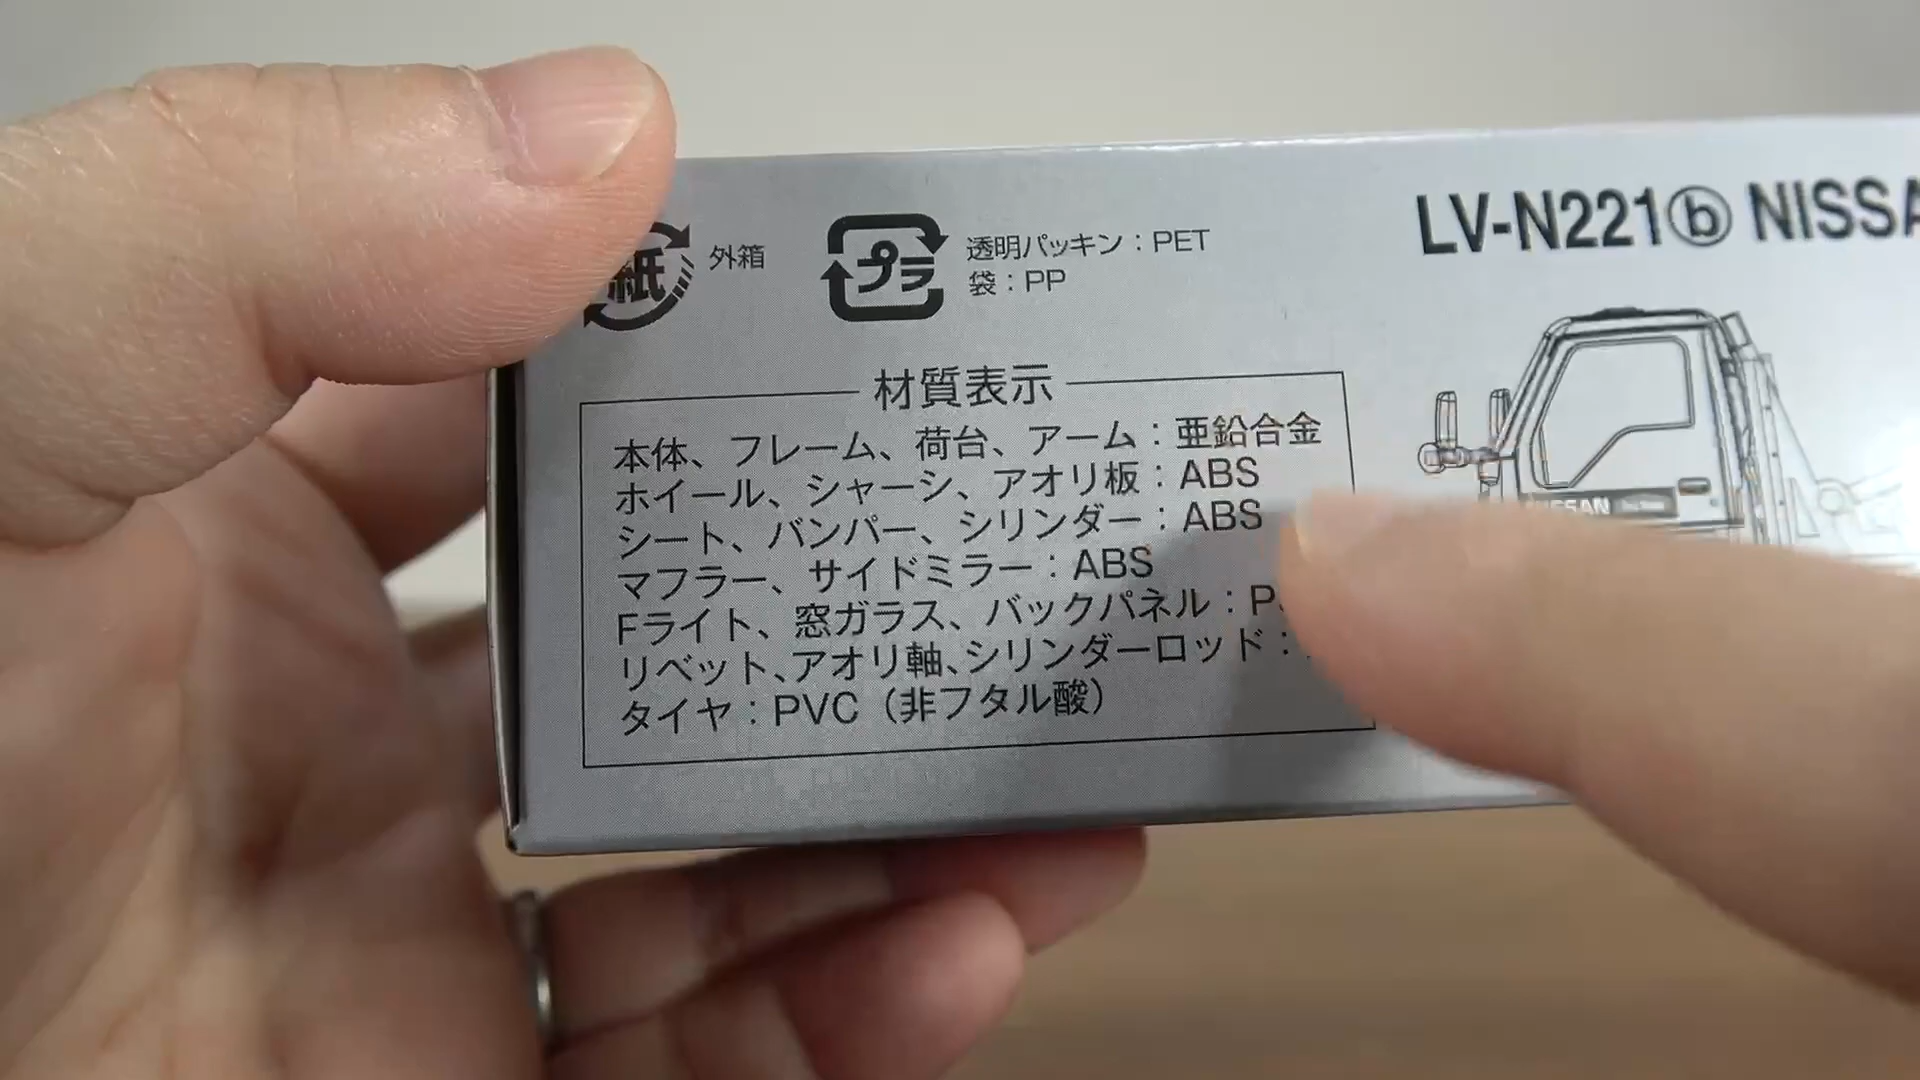 紙 外箱
プラ 透明パッキン：PET
袋：PP
LV-N221ⓑ NISSA
材質表示
本体、フレーム、荷台、アーム：亜鉛合金
ホイール、シャーシ、アオリ板：ABS
シート、バンパー、シリンダー：ABS
マフラー、サイドミラー：ABS
Fライト、窓ガラス、バックパネル：P
リベット、アオリ軸、シリンダーロッド：
タイヤ：PVC（非フタル酸）
NISSAN